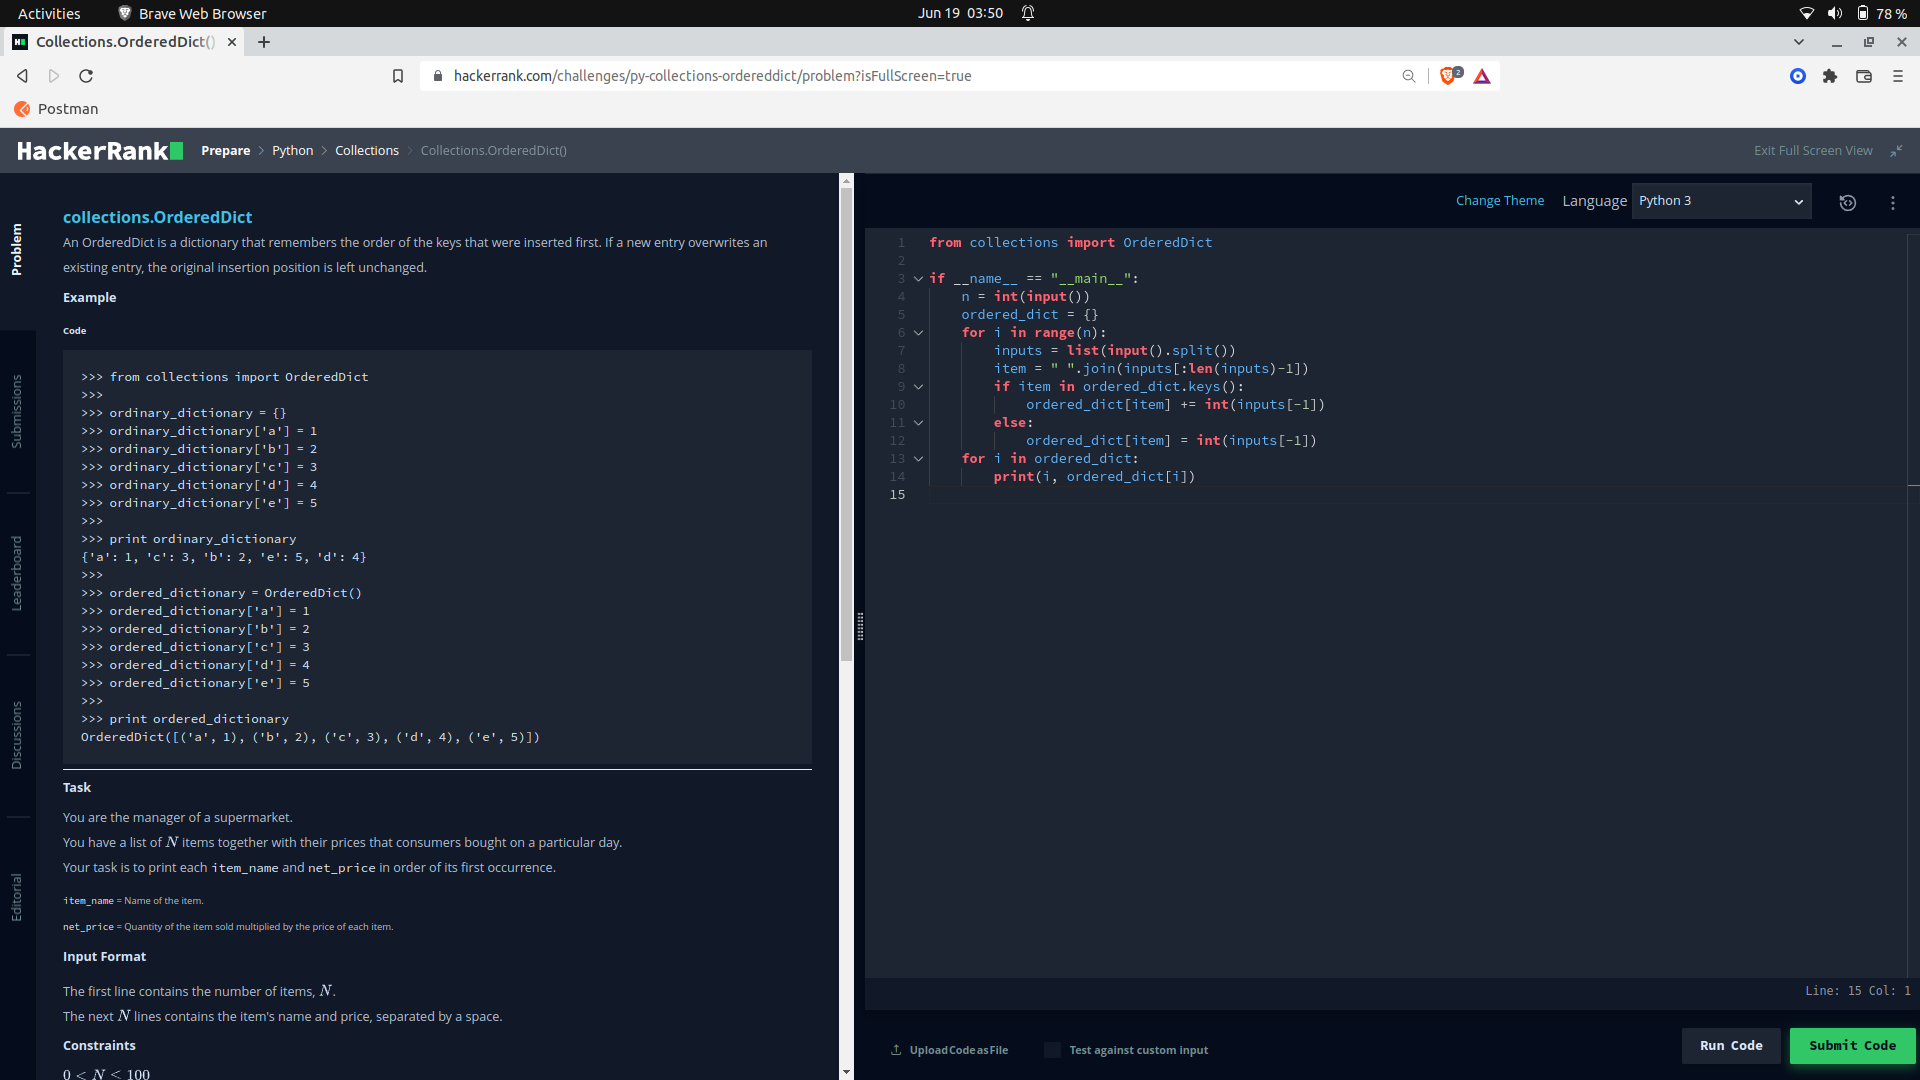 Activities
Brave Web Browser
Jun 19 03:50
78 %
Collections.OrderedDict()
hackerrank.com/challenges/py-collections-ordereddict/problem?isFullScreen=true
2
Postman
HackerRank
Prepare > Python > Collections > Collections.OrderedDict()
Exit Full Screen View
Problem
Submissions
Leaderboard
Discussions
Editorial
collections.OrderedDict
An OrderedDict is a dictionary that remembers the order of the keys that were inserted first. If a new entry overwrites an
existing entry, the original insertion position is left unchanged.
Example
Code
>>> from collections import OrderedDict
>>>
>>> ordinary_dictionary = {}
>>> ordinary_dictionary['a'] = 1
>>> ordinary_dictionary['b'] = 2
>>> ordinary_dictionary['c'] = 3
>>> ordinary_dictionary['d'] = 4
>>> ordinary_dictionary['e'] = 5
>>>
>>> print ordinary_dictionary
{'a': 1, 'c': 3, 'b': 2, 'e': 5, 'd': 4}
>>>
>>> ordered_dictionary = OrderedDict()
>>> ordered_dictionary['a'] = 1
>>> ordered_dictionary['b'] = 2
>>> ordered_dictionary['c'] = 3
>>> ordered_dictionary['d'] = 4
>>> ordered_dictionary['e'] = 5
>>>
>>> print ordered_dictionary
OrderedDict([('a', 1), ('b', 2), ('c', 3), ('d', 4), ('e', 5)])
Task
You are the manager of a supermarket.
You have a list of N items together with their prices that consumers bought on a particular day.
Your task is to print each item_name and net_price in order of its first occurrence.
item_name = Name of the item.
net_price = Quantity of the item sold multiplied by the price of each item.
Input Format
The first line contains the number of items, N.
The next N lines contains the item's name and price, separated by a space.
Constraints
0 < N ≤ 100
Change Theme
Language
Python 3
1 from collections import OrderedDict
2
3 if __name__ == "__main__":
4     n = int(input())
5     ordered_dict = {}
6     for i in range(n):
7         inputs = list(input().split())
8         item = " ".join(inputs[:len(inputs)-1])
9         if item in ordered_dict.keys():
10             ordered_dict[item] += int(inputs[-1])
11         else:
12             ordered_dict[item] = int(inputs[-1])
13     for i in ordered_dict:
14         print(i, ordered_dict[i])
15
Line: 15 Col: 1
Upload Code as File
Test against custom input
Run Code
Submit Code